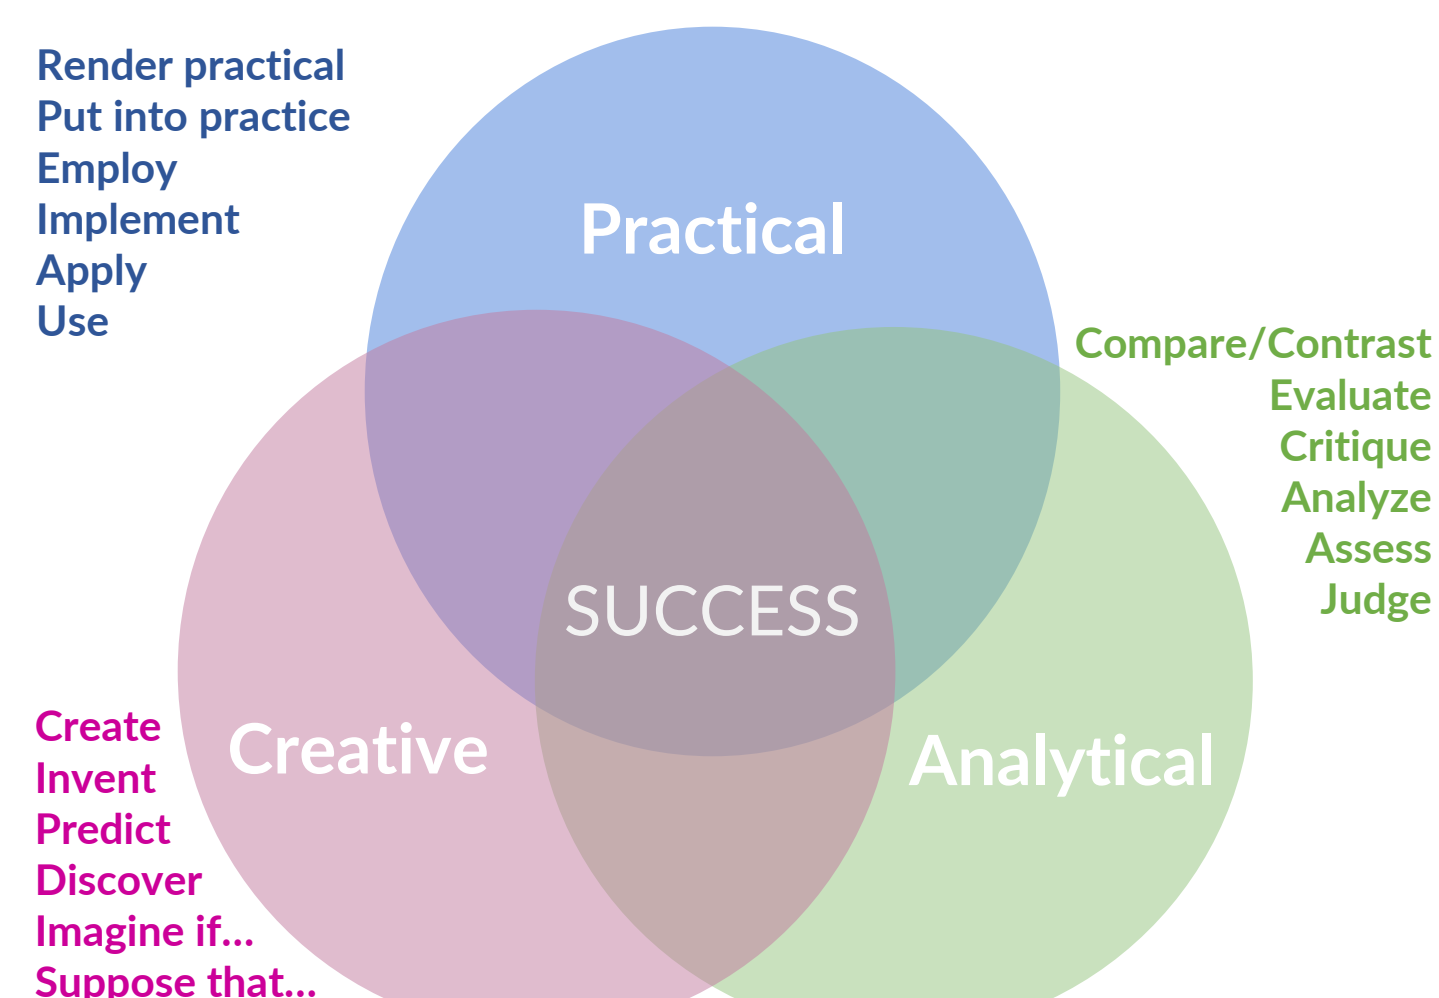 Render practical
Put into practice
Employ
Implement
Apply
Use
Practical
Compare/Contrast
Evaluate
Critique
Analyze
Assess
Judge
SUCCESS
Create
Invent
Predict
Discover
Imagine if...
Suppose that...
Creative
Analytical